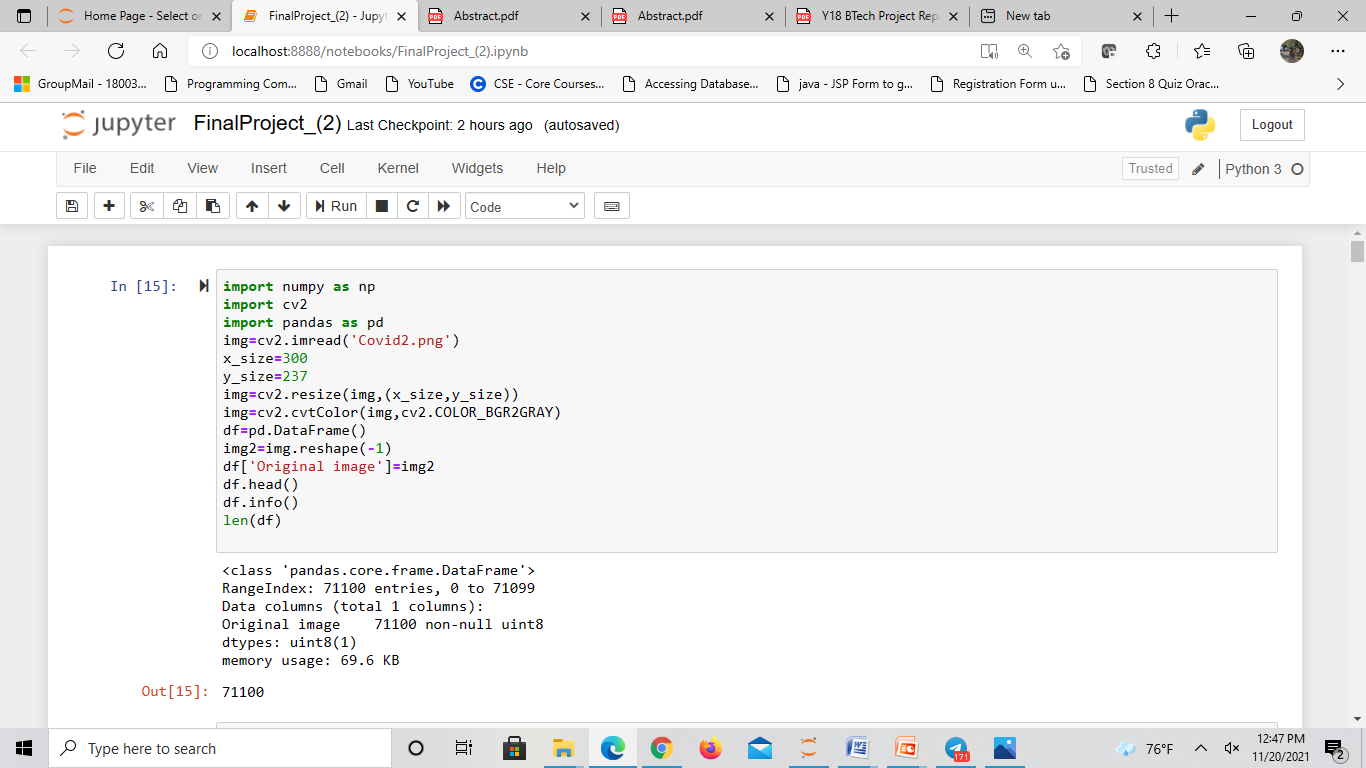 Home Page - Select or
FinalProject_(2) - Jupyt
Abstract.pdf
Abstract.pdf
Y18 BTech Project Rep
New tab
localhost:8888/notebooks/FinalProject_(2).ipynb
GroupMail - 18003...
Programming Com...
Gmail
YouTube
CSE - Core Courses...
Accessing Database...
java - JSP Form to g...
Registration Form u...
Section 8 Quiz Orac...
jupyter FinalProject_(2) Last Checkpoint: 2 hours ago (autosaved)
Logout
File Edit View Insert Cell Kernel Widgets Help
Trusted
Python 3
Run
Code
In [15]:
import numpy as np
import cv2
import pandas as pd
img=cv2.imread('Covid2.png')
x_size=300
y_size=237
img=cv2.resize(img,(x_size,y_size))
img=cv2.cvtColor(img,cv2.COLOR_BGR2GRAY)
df=pd.DataFrame()
img2=img.reshape(-1)
df['Original image']=img2
df.head()
df.info()
len(df)
<class 'pandas.core.frame.DataFrame'>
RangeIndex: 71100 entries, 0 to 71099
Data columns (total 1 columns):
Original image    71100 non-null uint8
dtypes: uint8(1)
memory usage: 69.6 KB
Out[15]: 71100
Type here to search
171
76°F
12:47 PM
11/20/2021
2